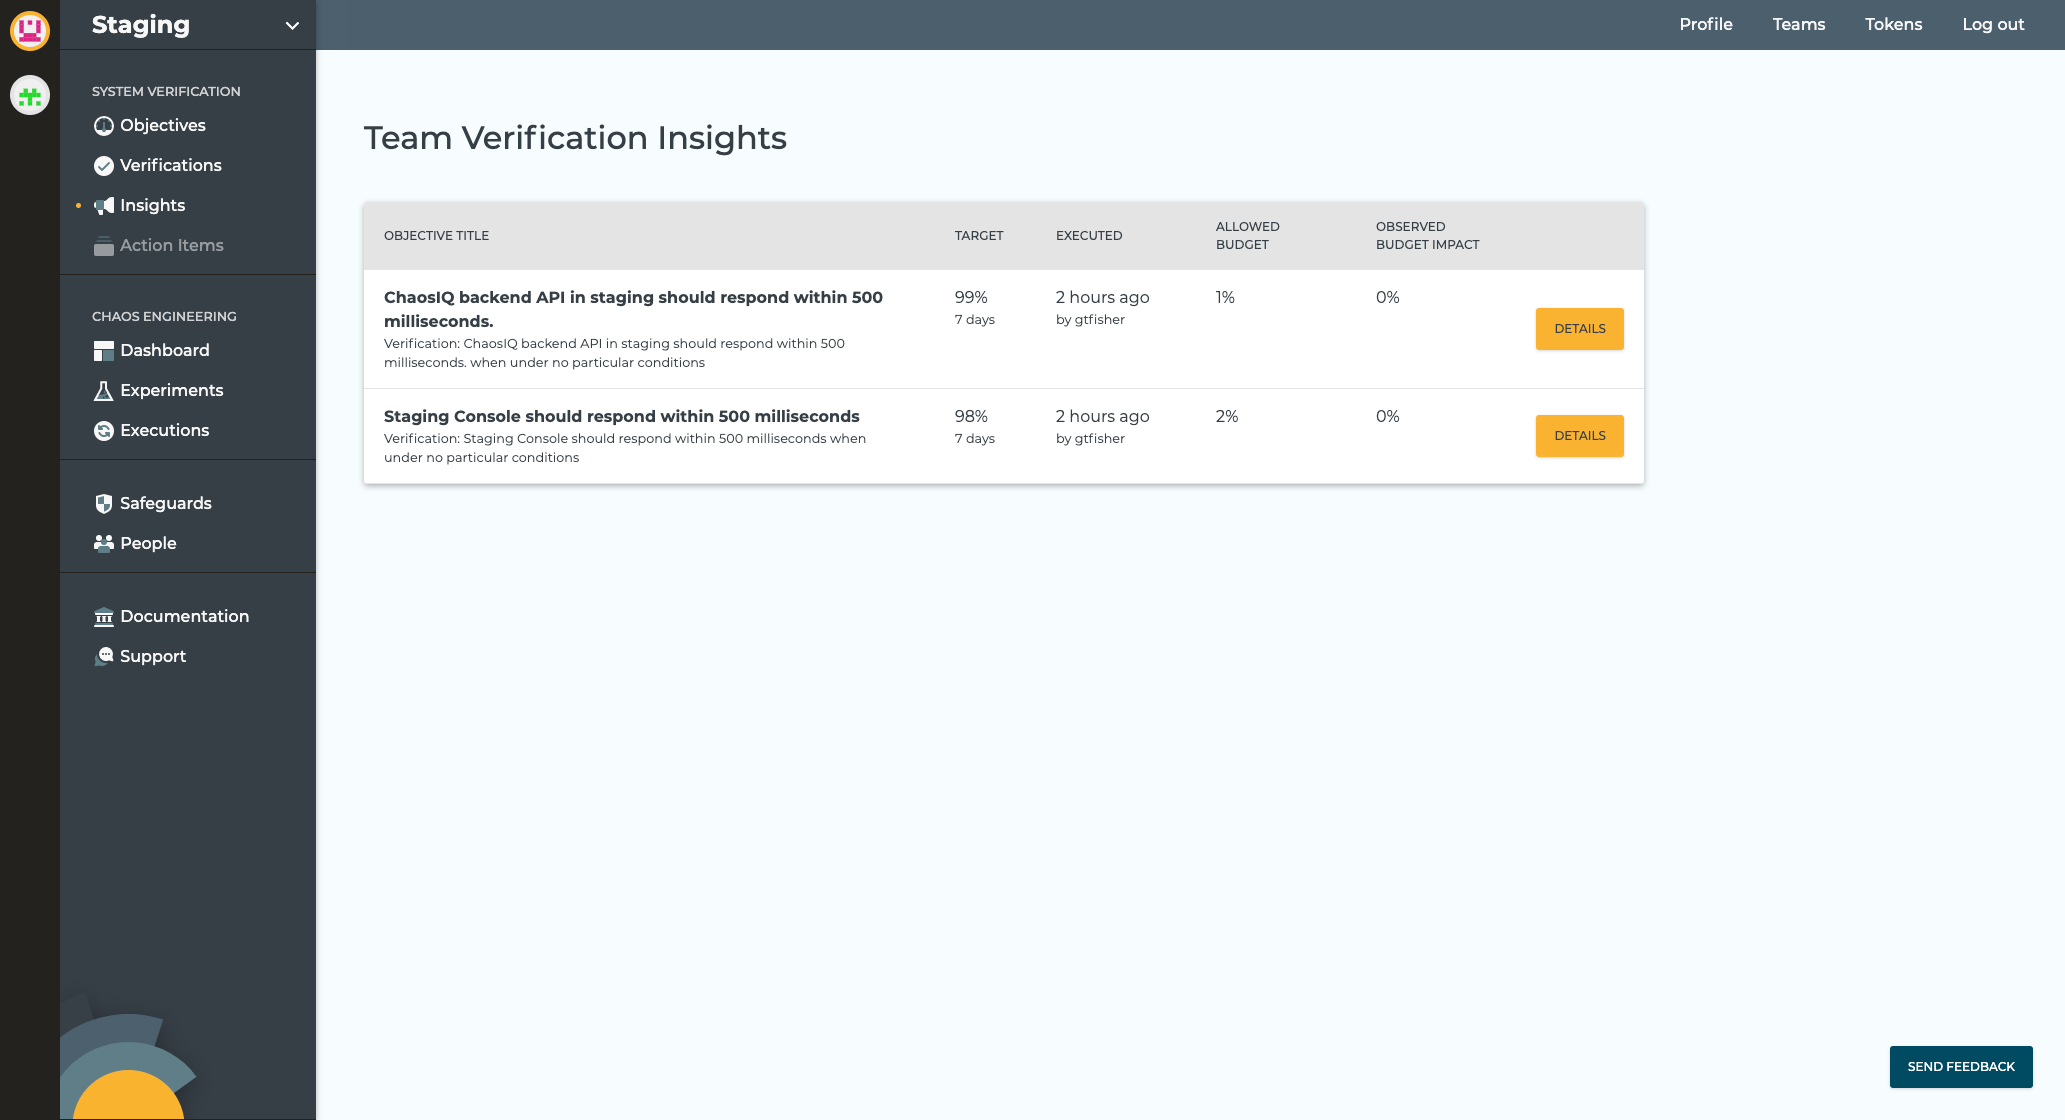 Staging
Profile
Teams
Tokens
Log out
SYSTEM VERIFICATION
Objectives
Verifications
Insights
Action Items
CHAOS ENGINEERING
Dashboard
Experiments
Executions
Safeguards
People
Documentation
Support
Team Verification Insights
OBJECTIVE TITLE
TARGET
EXECUTED
ALLOWED
BUDGET
OBSERVED
BUDGET IMPACT
ChaosIQ backend API in staging should respond within 500
milliseconds.
Verification: ChaosIQ backend API in staging should respond within 500
milliseconds. when under no particular conditions
99%
7 days
2 hours ago
by gtfisher
1%
0%
DETAILS
Staging Console should respond within 500 milliseconds
Verification: Staging Console should respond within 500 milliseconds when
under no particular conditions
98%
7 days
2 hours ago
by gtfisher
2%
0%
DETAILS
SEND FEEDBACK